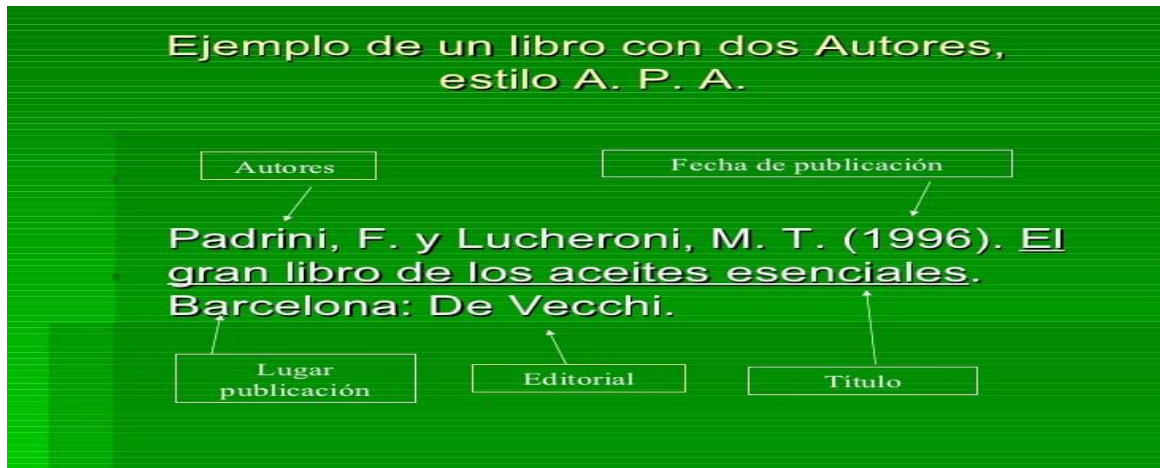 Ejemplo de un libro con dos Autores,
estilo A. P. A.
Autores
Fecha de publicación
Padrini, F. y Lucheroni, M. T. (1996). El
gran libro de los aceites esenciales.
Barcelona: De Vecchi.
Lugar
publicación
Editorial
Título